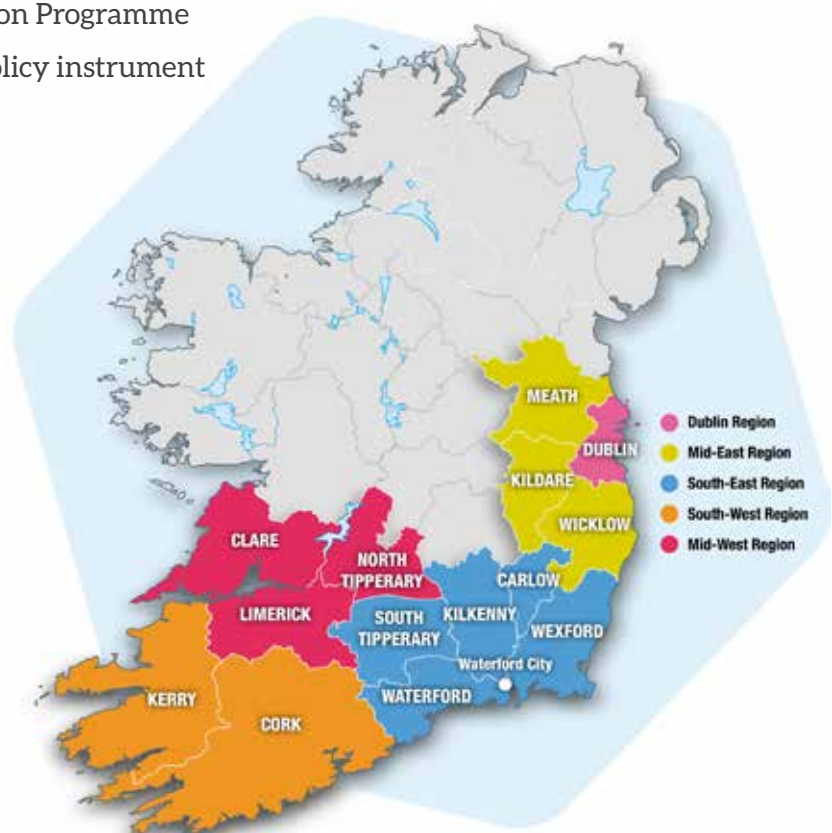 on Programme
olicy instrument
MEATH
DUBLIN
KILDARE
WICKLOW
Dublin Region
Mid-East Region
South-East Region
South-West Region
Mid-West Region
CLARE
NORTH
TIPPERARY
LIMERICK
CARLOW
SOUTH
TIPPERARY
KILKENNY
WEXFORD
Waterford City
WATERFORD
KERRY
CORK